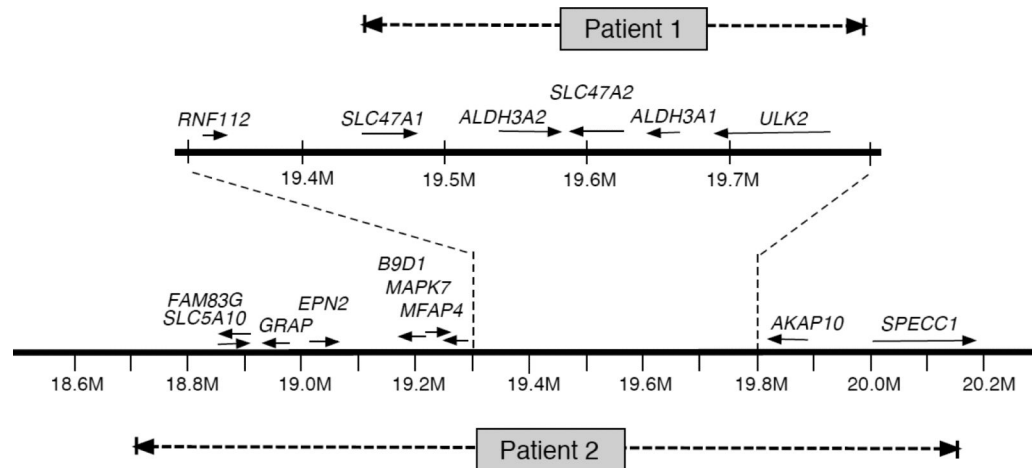 Patient 1
SLC47A2
RNF112 SLC47A1 ALDH3A2 ALDH3A1 ULK2
19.4M 19.5M 19.6M 19.7M
B9D1
FAM83G MAPK7
SLC5A10 EPN2 MFAP4
GRAP AKAP10 SPECC1
18.6M 18.8M 19.0M 19.2M 19.4M 19.6M 19.8M 20.0M 20.2M
Patient 2